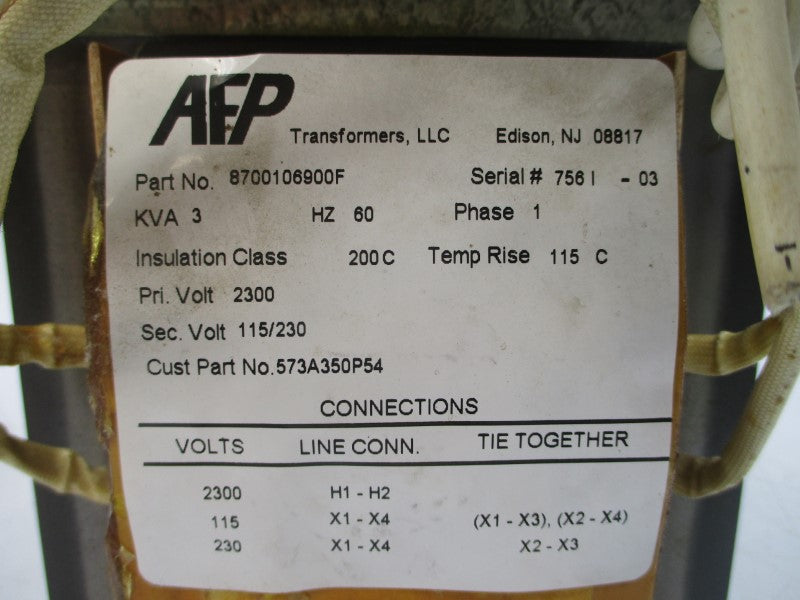 AFP Transformers, LLC Edison, NJ 08817
Part No. 8700106900F Serial # 756 I - 03
KVA 3 HZ 60 Phase 1
Insulation Class 200 C Temp Rise 115 C
Pri. Volt 2300
Sec. Volt 115/230
Cust Part No. 573A350P54
CONNECTIONS
VOLTS LINE CONN. TIE TOGETHER
2300 H1 - H2
115 X1 - X4 (X1 - X3), (X2 - X4)
230 X1 - X4 X2 - X3